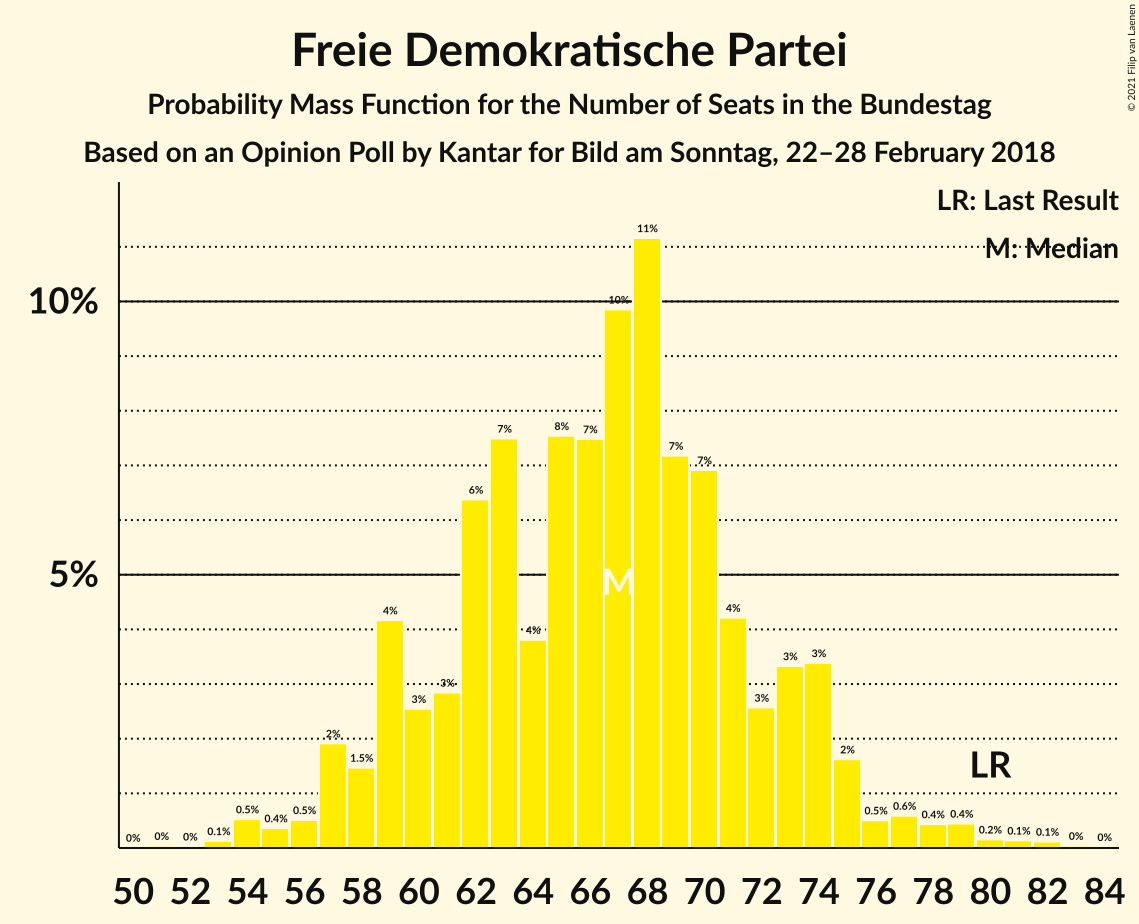 Freie Demokratische Partei
Probability Mass Function for the Number of Seats in the Bundestag
Based on an Opinion Poll by Kantar for Bild am Sonntag, 22–28 February 2018
© 2021 Filip van Laenen
LR: Last Result
M: Median
10%
5%
0% 0% 0% 0.1% 0.5% 0.4% 0.5% 2% 1.5% 4% 3% 3% 6% 7% 4% 8% 7% 10% 11% 7% 7% 4% 3% 3% 3% 2% 0.5% 0.6% 0.4% 0.4% 0.2% 0.1% 0.1% 0% 0%
M
LR
50 52 54 56 58 60 62 64 66 68 70 72 74 76 78 80 82 84